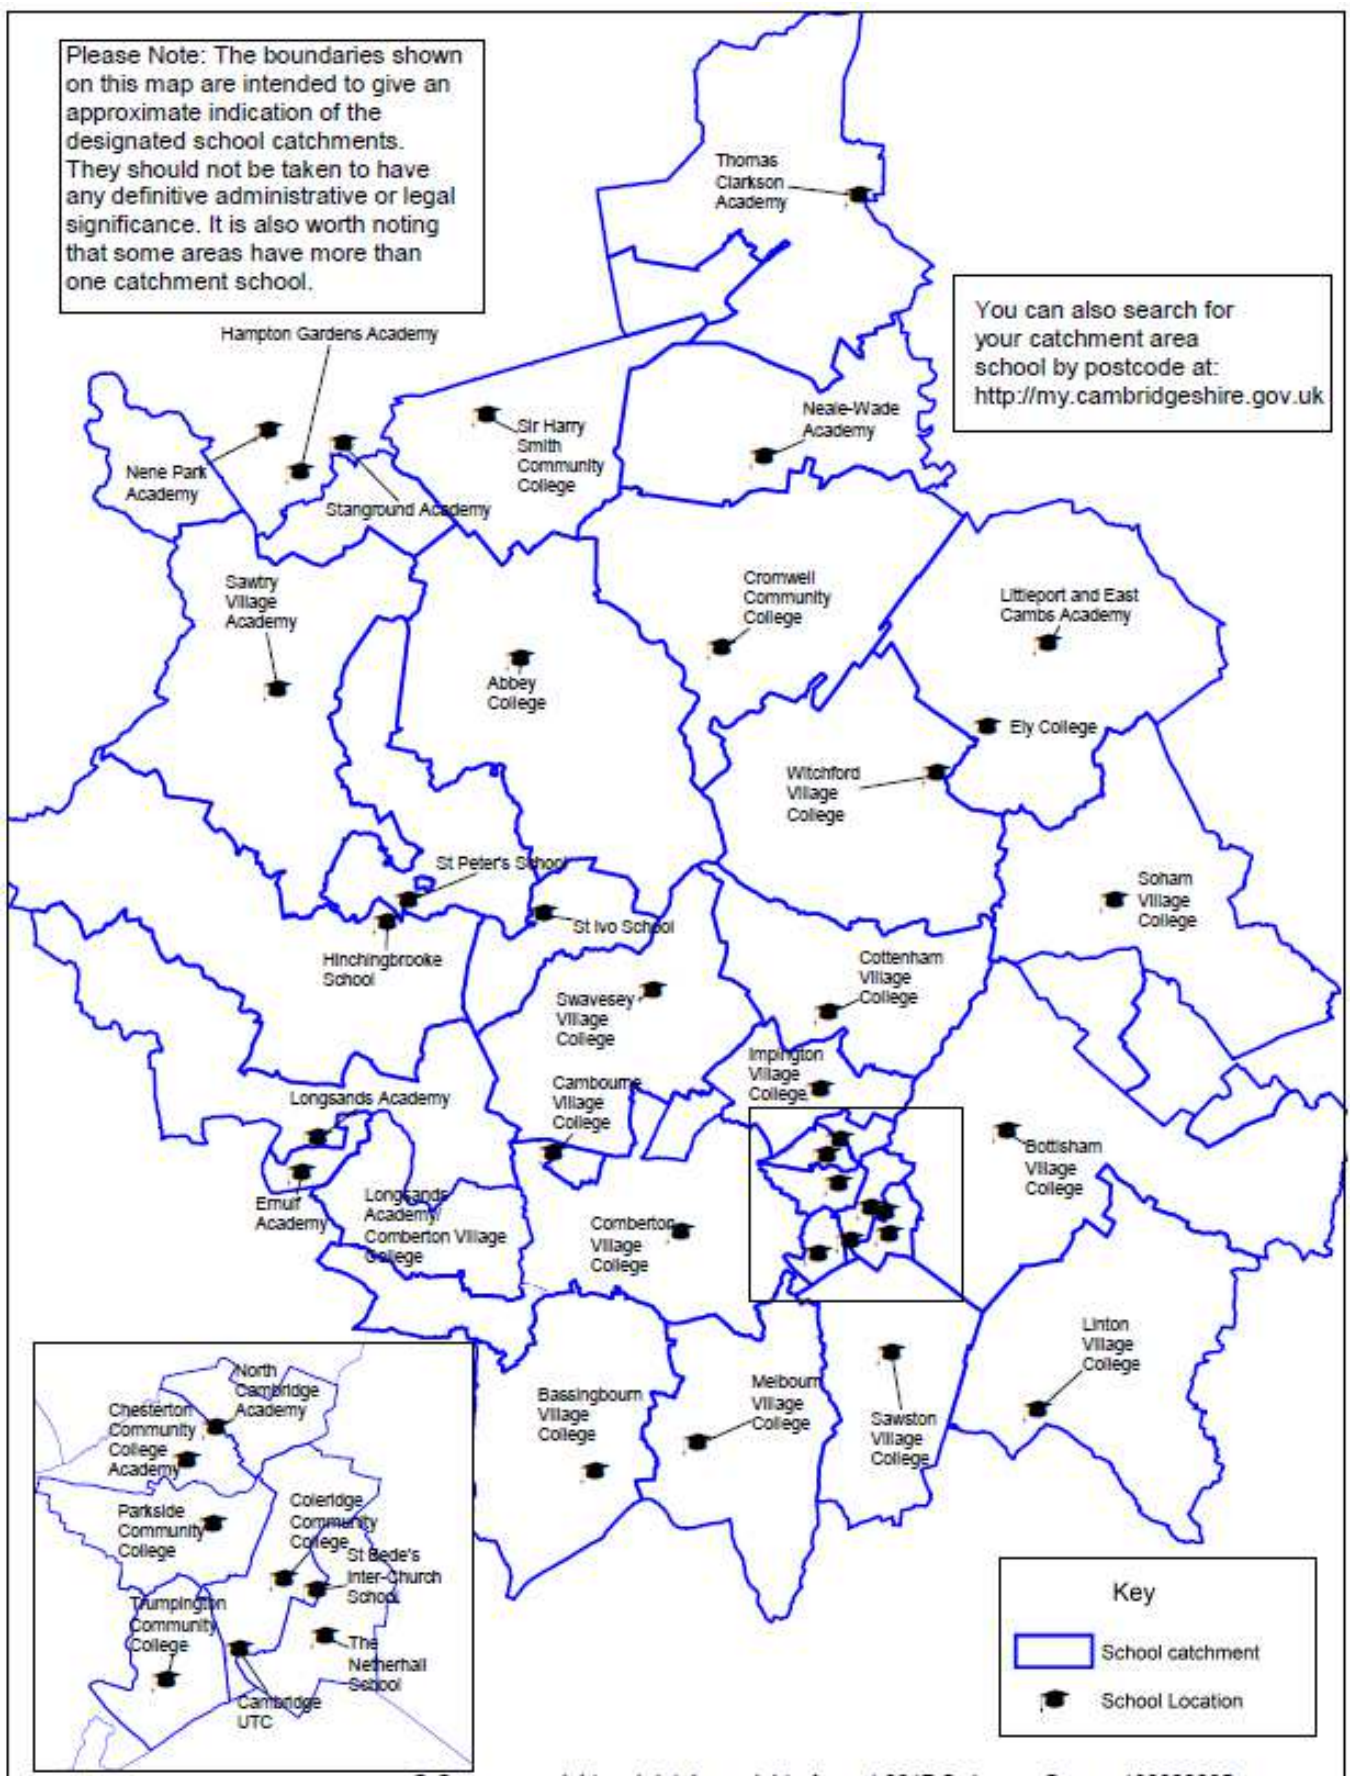 Please Note: The boundaries shown
on this map are intended to give an
approximate indication of the
designated school catchments.
They should not be taken to have
any definitive administrative or legal
significance. It is also worth noting
that some areas have more than
one catchment school.
Thomas
Clarkson
Academy
You can also search for
your catchment area
school by postcode at:
http://my.cambridgeshire.gov.uk
Hampton Gardens Academy
Nene Park
Academy
Stanground Academy
Sir Harry
Smith
Community
College
Neale-Wade
Academy
Sawtry
Village
Academy
Abbey
College
Cromwell
Community
College
Littleport and East
Cambs Academy
Ely College
Witchford
Village
College
Soham
Village
College
St Peter's School
St Ivo School
Hinchingbrooke
School
Swavesey
Village
College
Cottenham
Village
College
Impington
Village
College
Cambourne
Village
College
Longsands Academy
Ernulf
Academy
Longsands
Academy/
Comberton Village
College
Comberton
Village
College
Bottisham
Village
College
Linton
Village
College
Bassingbourn
Village
College
Melbourn
Village
College
Sawston
Village
College
North
Cambridge
Academy
Chesterton
Community
College
Academy
Parkside
Community
College
Coleridge
Community
College
St Bede's
Inter-Church
School
Trumpington
Community
College
The
Netherhall
School
Cambridge
UTC
Key
School catchment
School Location